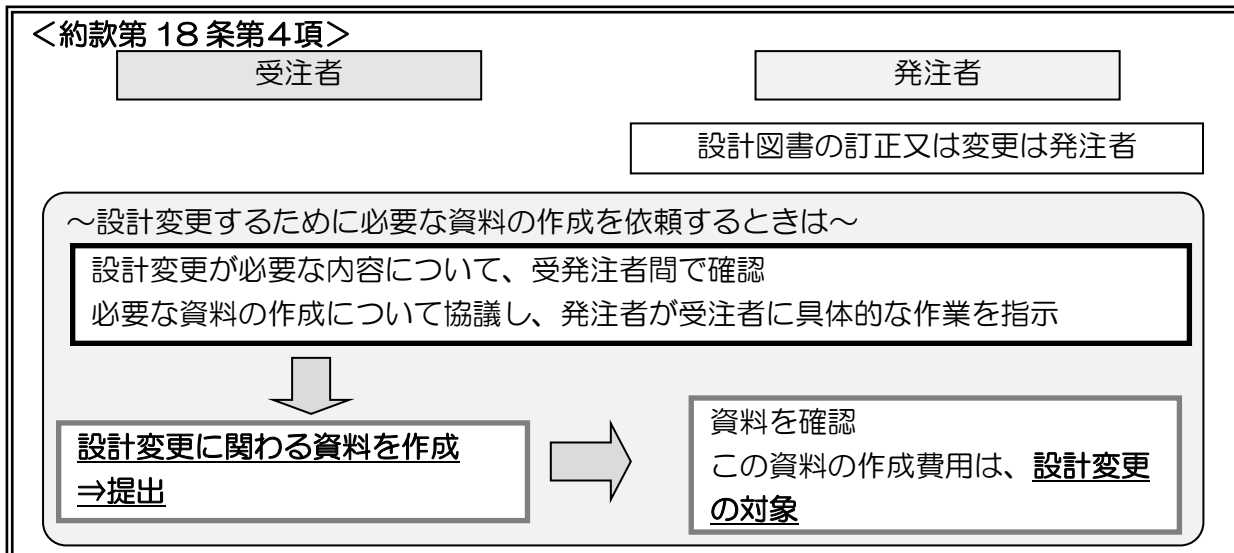 ＜約款第１８条第４項＞
受注者
発注者
設計図書の訂正又は変更は発注者
～設計変更するために必要な資料の作成を依頼するときは～
設計変更が必要な内容について、受発注者間で確認
必要な資料の作成について協議し、発注者が受注者に具体的な作業を指示
設計変更に関わる資料を作成
⇒提出
資料を確認
この資料の作成費用は、設計変更
の対象